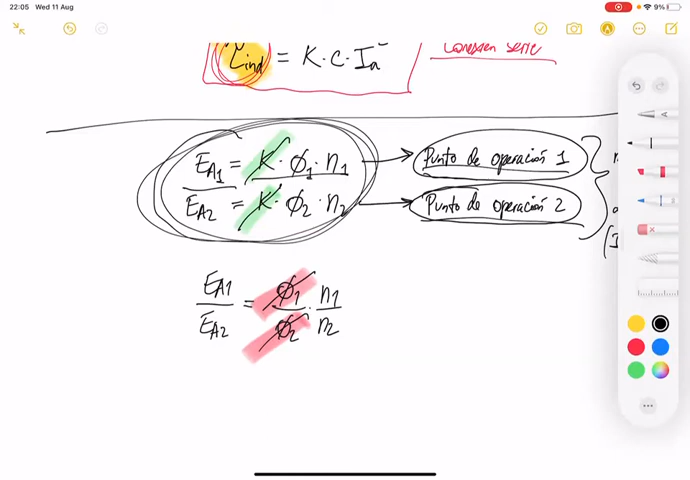 22:05 Wed 11 Aug
9%
τind = K · C · Ia²
Conexión serie
EA1 = K · ϕ1 · n1 → Punto de operación 1
EA2 = K · ϕ2 · n2 → Punto de operación 2
EA1 / EA2 = ϕ1 / ϕ2 · n1 / n2